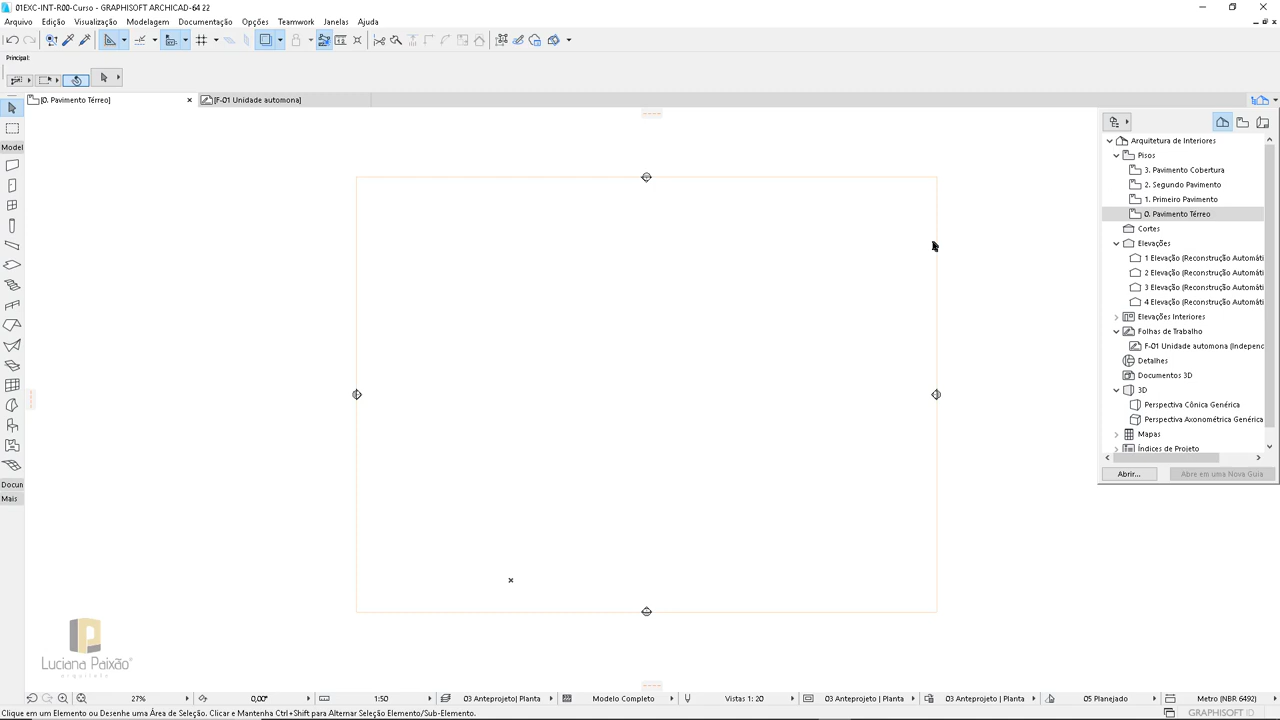 01EXC-INT-R00-Curso - GRAPHISOFT ARCHICAD-64 22
Arquivo Edição Visualização Modelagem Documentação Opções Teamwork Janelas Ajuda
Principal:
[0. Pavimento Térreo] [F-01 Unidade automona]
Model
Arquitetura de Interiores
Pisos
3. Pavimento Cobertura
2. Segundo Pavimento
1. Primeiro Pavimento
0. Pavimento Térreo
Cortes
Elevações
1 Elevação (Reconstrução Automáti
2 Elevação (Reconstrução Automáti
3 Elevação (Reconstrução Automáti
4 Elevação (Reconstrução Automáti
Elevações Interiores
Folhas de Trabalho
F-01 Unidade automona (Independ
Detalhes
Documentos 3D
3D
Perspectiva Cônica Genérica
Perspectiva Axonométrica Genérica
Mapas
Índices de Projeto
Abrir... Abre em uma Nova Guia
Docun
Mais
Luciana Paixão
arquiteta
27% 0,00° 1:50 03 Anteprojeto| Planta Modelo Completo Vistas 1: 20 03 Anteprojeto | Planta 03 Anteprojeto | Planta 05 Planejado Metro (NBR 6492)
Clique em um Elemento ou Desenhe uma Área de Seleção. Clicar e Mantenha Ctrl+Shift para Alternar Seleção Elemento/Sub-Elemento.
GRAPHISOFT ID